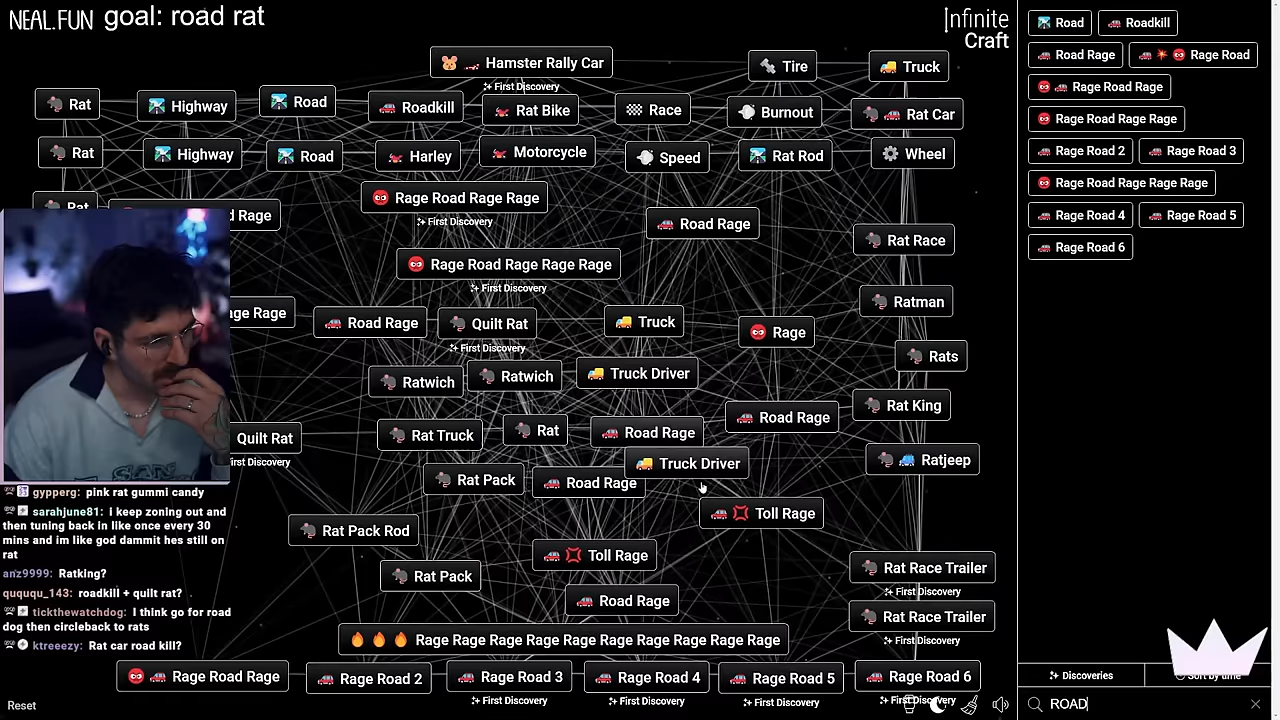 NEAL.FUN goal: road rat
Infinite Craft
Hamster Rally Car
First Discovery
Tire
Truck
Rat
Highway
Road
Roadkill
Rat Bike
Race
Burnout
Rat Car
Rat
Highway
Road
Harley
Motorcycle
Speed
Rat Rod
Wheel
Rat
Rage Road Rage Rage
First Discovery
d Rage
Road Rage
Rat Race
Rage Road Rage Rage Rage
First Discovery
Ratman
ge Rage
Road Rage
Quilt Rat
First Discovery
Truck
Rage
Rats
Ratwich
Ratwich
Truck Driver
Rat King
Road Rage
Quilt Rat
irst Discovery
Rat Truck
Rat
Road Rage
Truck Driver
Ratjeep
Rat Pack
Road Rage
Toll Rage
Rat Pack Rod
Toll Rage
Rat Race Trailer
First Discovery
Rat Pack
Road Rage
Rat Race Trailer
First Discovery
Rage Rage Rage Rage Rage Rage Rage Rage Rage Rage
Rage Road Rage
Rage Road 2
Rage Road 3
First Discovery
Rage Road 4
First Discovery
Rage Road 5
First Discovery
Rage Road 6
First Discovery
Reset
gypperg: pink rat gummi candy
sarahjune81: i keep zoning out and
then tuning back in like once every 30
mins and im like god dammit hes still on
rat
anz9999: Ratking?
quququ_143: roadkill + quilt rat?
tickthewatchdog: I think go for road
dog then circleback to rats
ktreeezy: Rat car road kill?
Road
Roadkill
Road Rage
Rage Road
Rage Road Rage
Rage Road Rage Rage
Rage Road 2
Rage Road 3
Rage Road Rage Rage Rage
Rage Road 4
Rage Road 5
Rage Road 6
Discoveries
Sort by time
ROAD